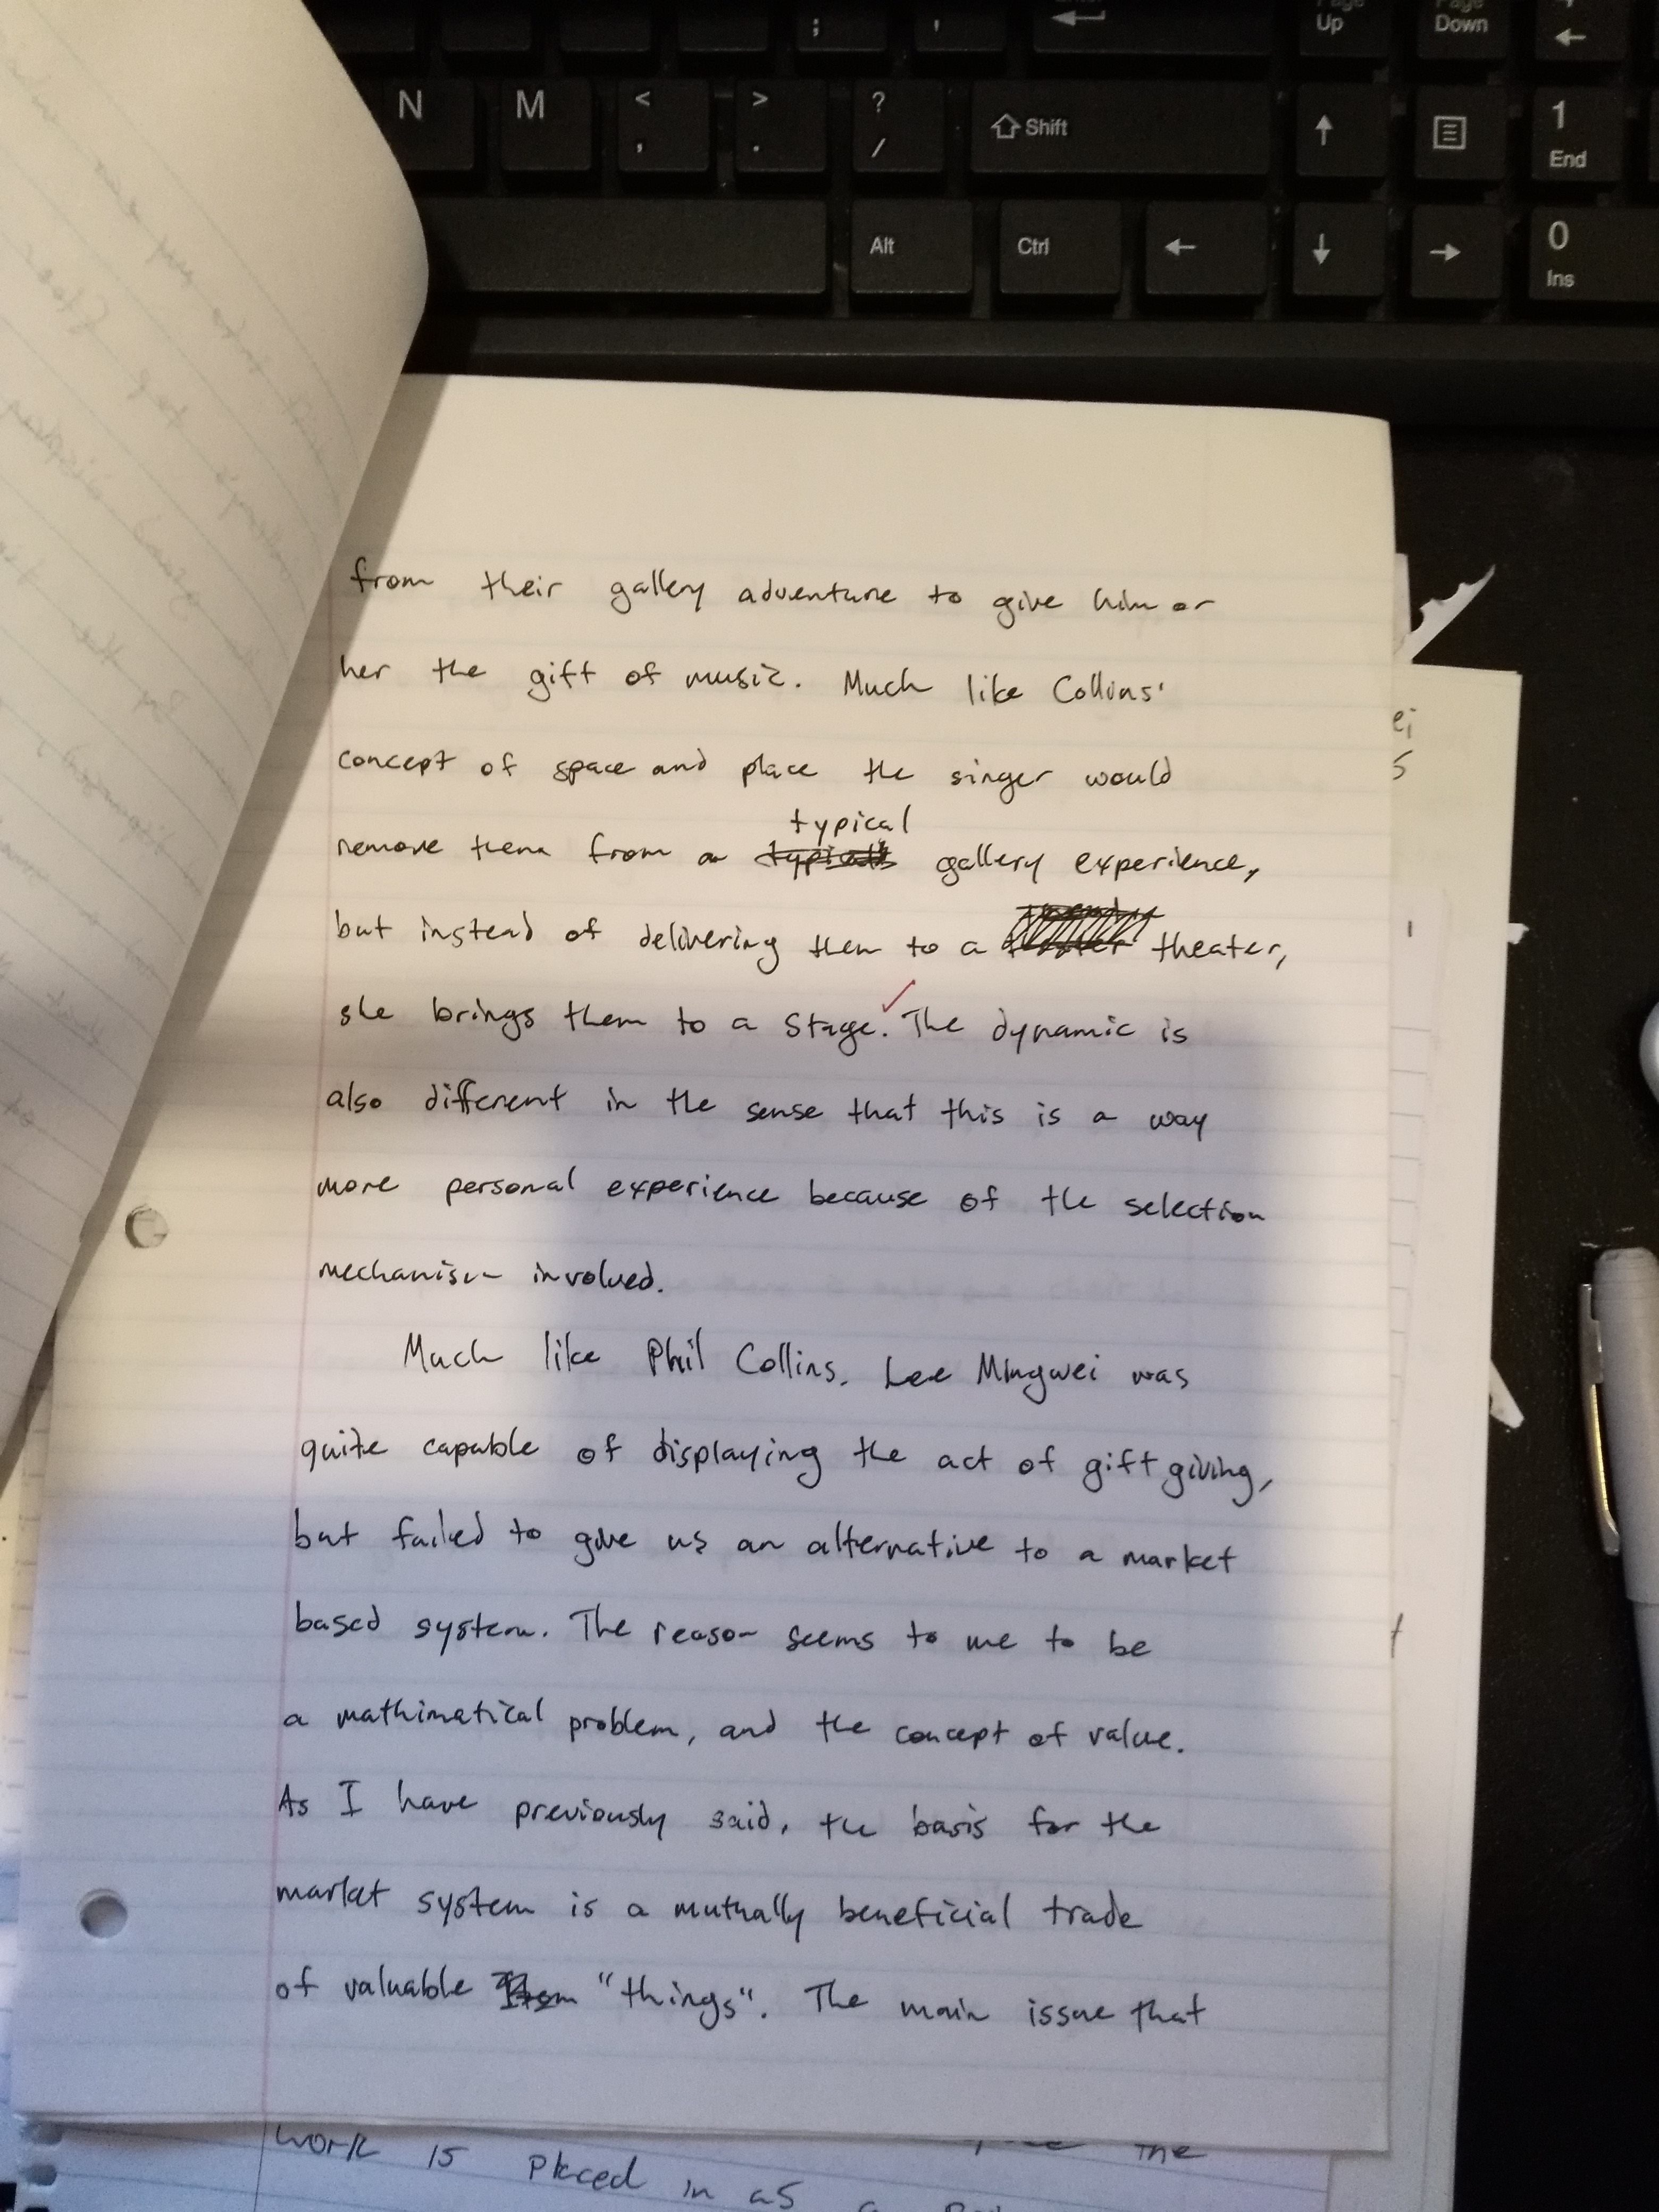 ; '
Page Up Page Down ←
N M < , > . ? / Shift ↑ 1 End
Alt Ctrl ← ↓ → 0 Ins
from their gallery adventure to give him or
her the gift of music. Much like Collins'
concept of space and place the singer would
typical
remove them from a gallery experience,
but instead of delivering them to a theater,
she brings them to a stage. The dynamic is
also different in the sense that this is a way
more personal experience because of the selection
mechanism involved.
Much like Phil Collins, Lee Mingwei was
quite capable of displaying the act of gift giving,
but failed to give us an alternative to a market
based system. The reason seems to me to be
a mathimatical problem, and the concept of value.
As I have previously said, the basis for the
market system is a mutually beneficial trade
of valuable "things". The main issue that
work is placed in as a the